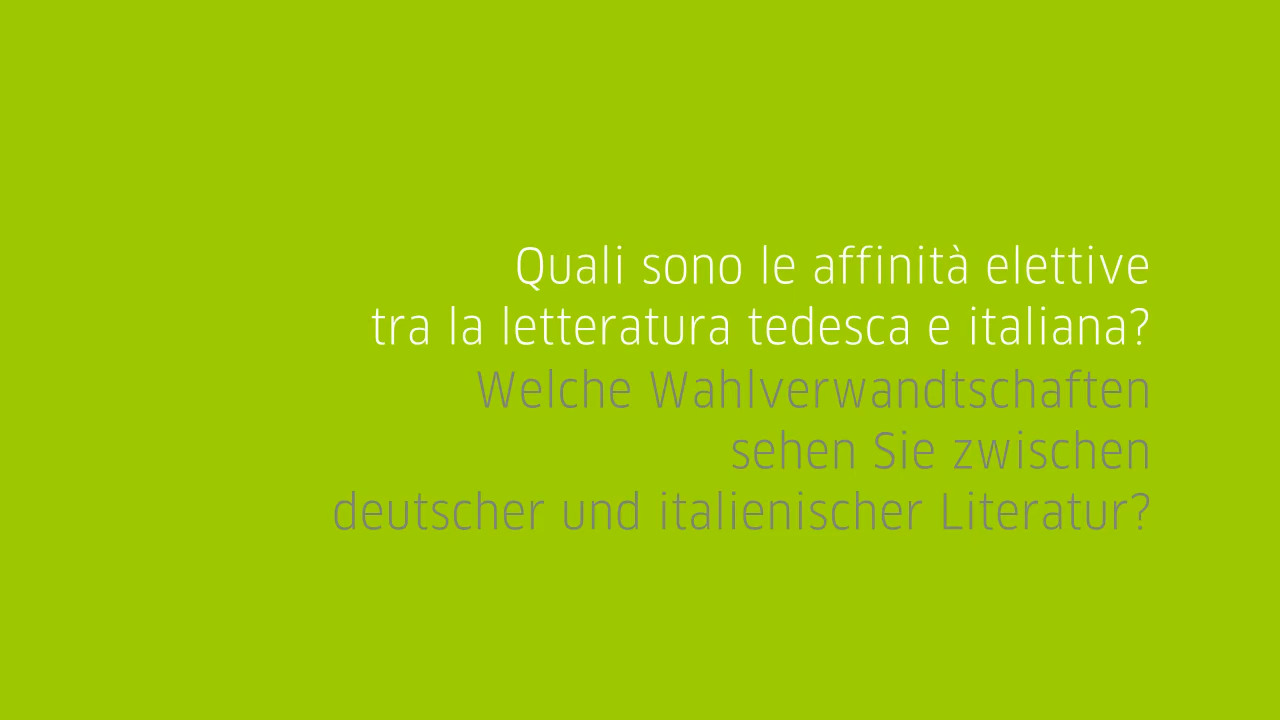 Quali sono le affinità elettive
tra la letteratura tedesca e italiana?
Welche Wahlverwandtschaften
sehen Sie zwischen
deutscher und italienischer Literatur?